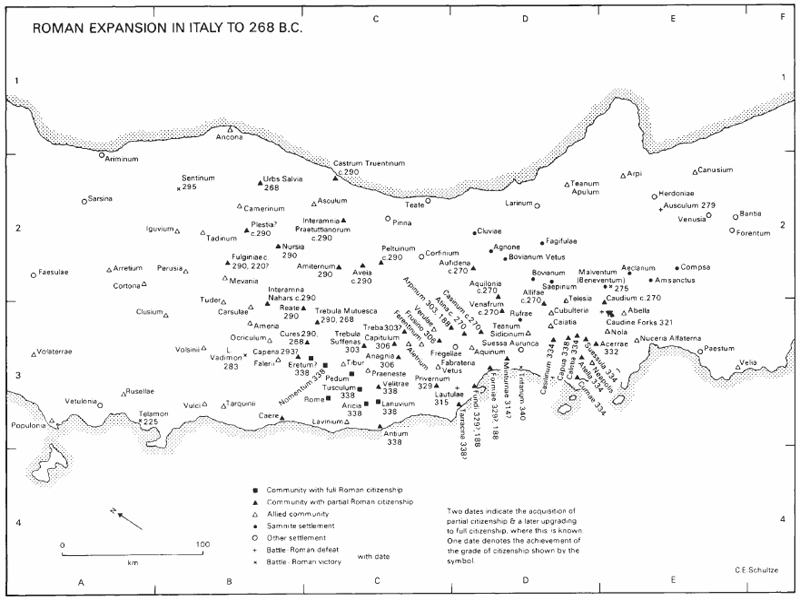 ROMAN EXPANSION IN ITALY TO 268 B.C.
C
D
E
F
1
1
Ancona
Ariminum
Sentinum
295
Urbs Salvia
268
Castrum Truentinum
c.290
Arpi
Canusium
Teanum
Apulum
Sarsina
Camerinum
Asculum
Teate
Larinum
Herdoniae
Ausculum 279
Venusia
Bantia
Forentum
2
2
Iguvium
Tadinum
Plestia?
c.290
Interamnia
Praetuttianorum
c.290
Pinna
Cluviae
Nursia
290
Peltuinum
c.290
Corfinium
Agnone
Fagifulae
Bovianum Vetus
Fulginiae c.
290, 220?
Amiternum
290
Aveia
c.290
Aufidena
c.270
Bovianum
Saepinum
Malventum
(Beneventum)
275
Aeclanum
Compsa
Amsanctus
Faesulae
Arretium
Cortona
Perusia
Mevania
Aquilonia
c.270
Interamna
Nahars c.290
Tuder
Carsulae
Reate
290
Trebula Mutuesca
290, 268
Arpinum 303, 188
Casinum c.270
Atina c. 270
Venafrum
c.270
Allifae
c.270
Telesia
Caudium c.270
Abella
Caudine Forks 321
Clusium
Ameria
Ocriculum
Cures 290,
268
Trebula
Suffenas
303
Treba 303?
Capitulum
306
Verulae
Frusino 306
Ferentinum
Aletrium
Rufrae
Teanum
Sidicinum
Suessa Aurunca
Cubulteria
Caiatia
Nola
Nuceria Alfaterna
Volaterrae
Volsinii
L.
Vadimon
283
Capena 293?
Falerii
Eretum?
338
Tibur
Anagnia
306
Fregellae
Aquinum
Acerrae
332
Paestum
Velia
3
3
Nomentum 338
Pedum
Praeneste
Fabrateria
Vetus
Casilinum 334
Capua 338
Calatia 334
Suessula 334
Atella 334
Neapolis
Cumae 334
Rusellae
Vetulonia
Tusculum
338
Velitrae
338
Privernum
329
Telamon
225
Vulci
Tarquinii
Rome
Aricia
338
Lanuvium
338
Lautulae
315
Formiae 329?, 188
Minturnae 314?
Trifanum 340
Populonia
Caere
Lavinium
Antium
338
Tarracina 338?
Fundi 329?, 188
Community with full Roman citizenship
Community with partial Roman citizenship
Allied community
Samnite settlement
Other settlement
Battle-Roman defeat
Battle-Roman victory
with date
Two dates indicate the acquisition of
partial citizenship & a later upgrading
to full citizenship, where this is known.
One date denotes the achievement of
the grade of citizenship shown by the
symbol.
4
4
N
0
100
km
C.E.Schultze
A
B
C
D
E